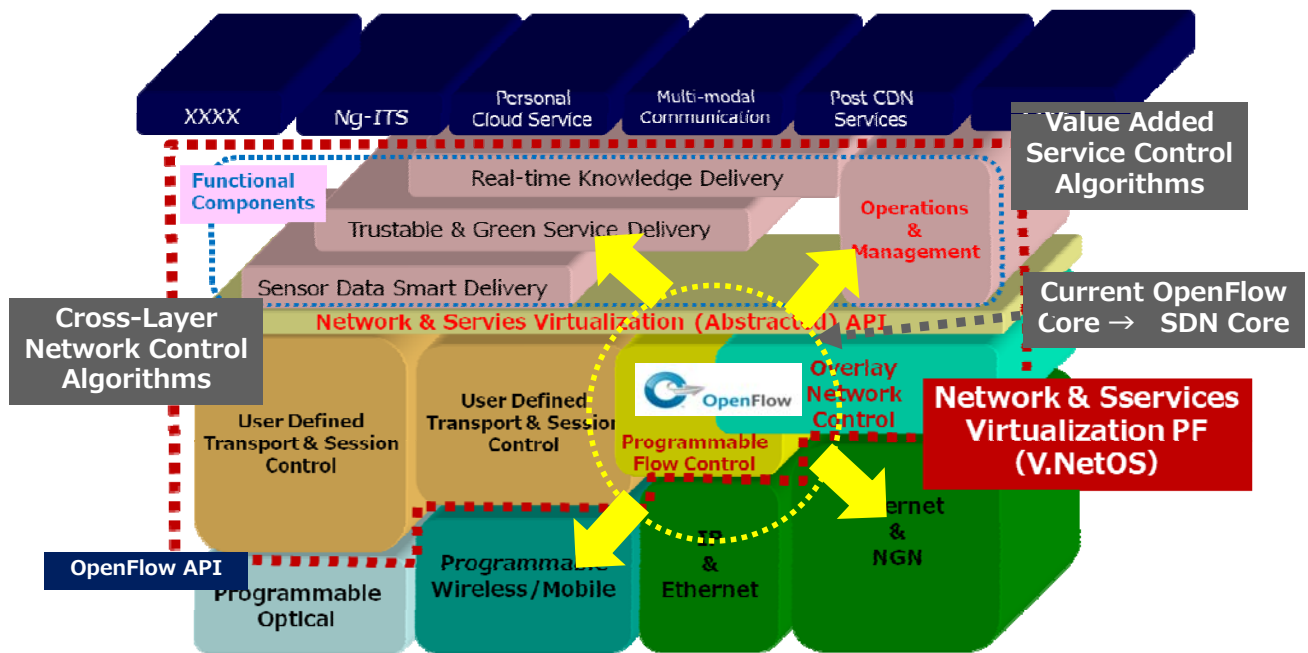 XXXX
Ng-ITS
Personal
Cloud Service
Multi-modal
Communication
Post CDN
Services
Value Added
Service Control
Algorithms
Functional
Components
Real-time Knowledge Delivery
Trustable & Green Service Delivery
Sensor Data Smart Delivery
Operations
&
Management
Network & Servies Virtualization (Abstracted) API
Cross-Layer
Network Control
Algorithms
Current OpenFlow
Core → SDN Core
User Defined
Transport & Session
Control
User Defined
Transport & Session
Control
OpenFlow
Programmable
Flow Control
Overlay
Network
Control
Network & Sservices
Virtualization PF
(V.NetOS)
OpenFlow API
Programmable
Optical
Programmable
Wireless/Mobile
IP
&
Ethernet
&
NGN